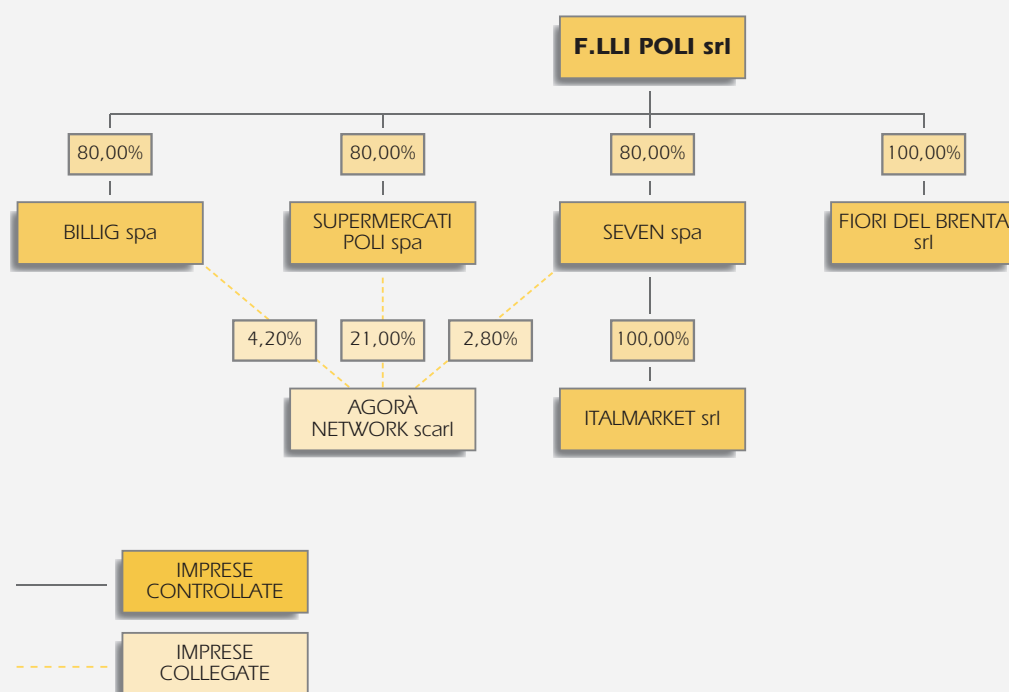 F.LLI POLI srl
80,00%
80,00%
80,00%
100,00%
BILLIG spa
SUPERMERCATI
POLI spa
SEVEN spa
FIORI DEL BRENTA
srl
4,20%
21,00%
2,80%
100,00%
AGORÀ
NETWORK scarl
ITALMARKET srl
IMPRESE
CONTROLLATE
IMPRESE
COLLEGATE